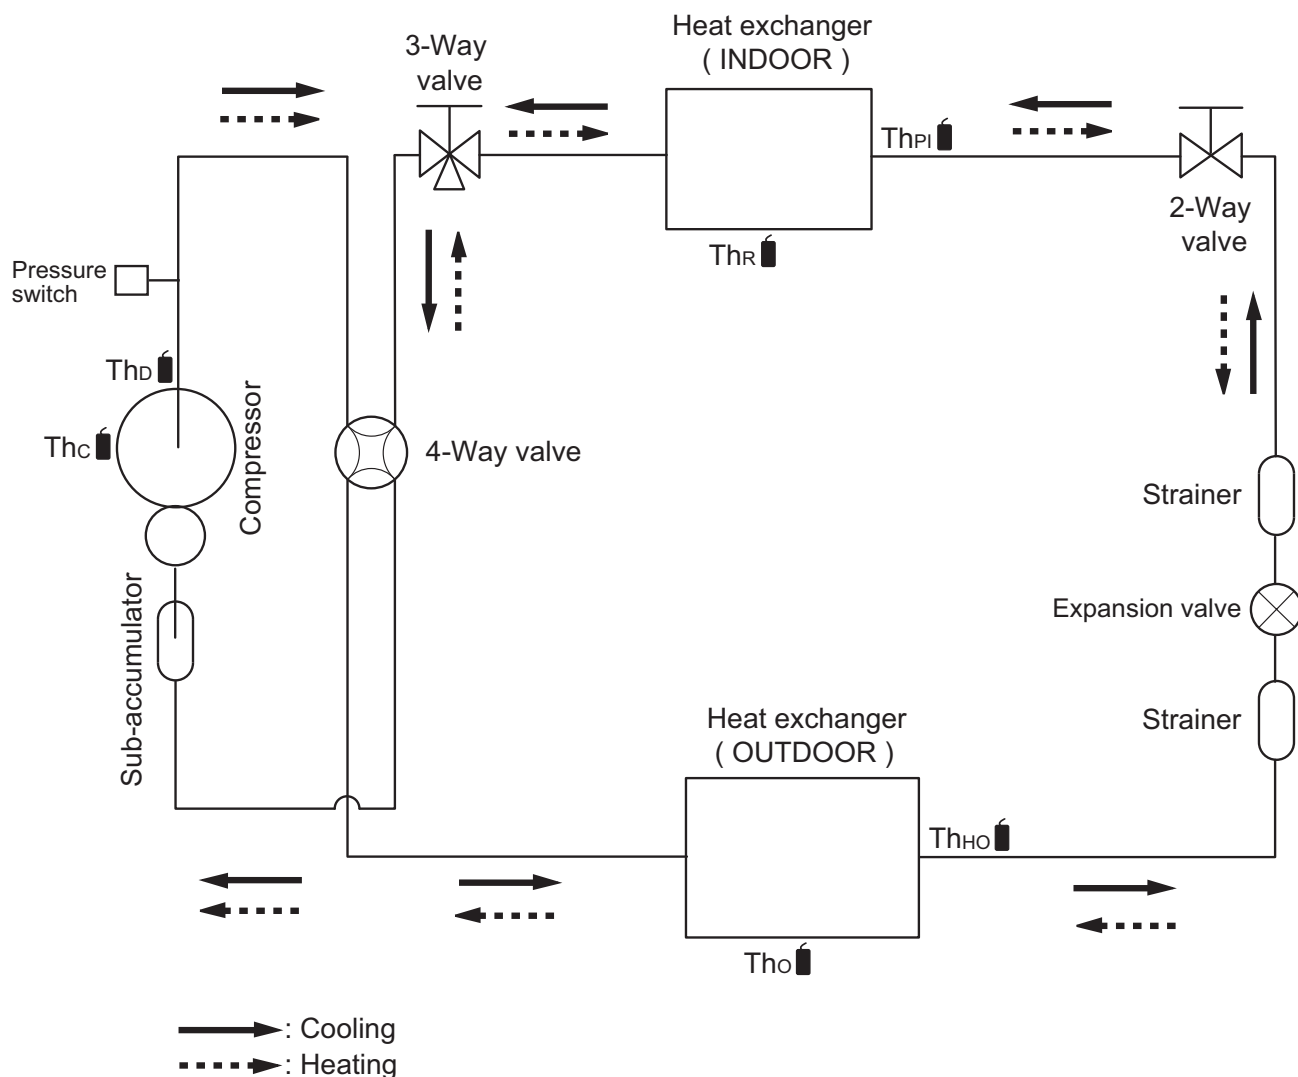 Heat exchanger
( INDOOR )
3-Way
valve
ThPI
2-Way
valve
ThR
Pressure
switch
ThD
ThC
Compressor
4-Way valve
Strainer
Expansion valve
Sub-accumulator
Strainer
Heat exchanger
( OUTDOOR )
ThHO
ThO
: Cooling
: Heating